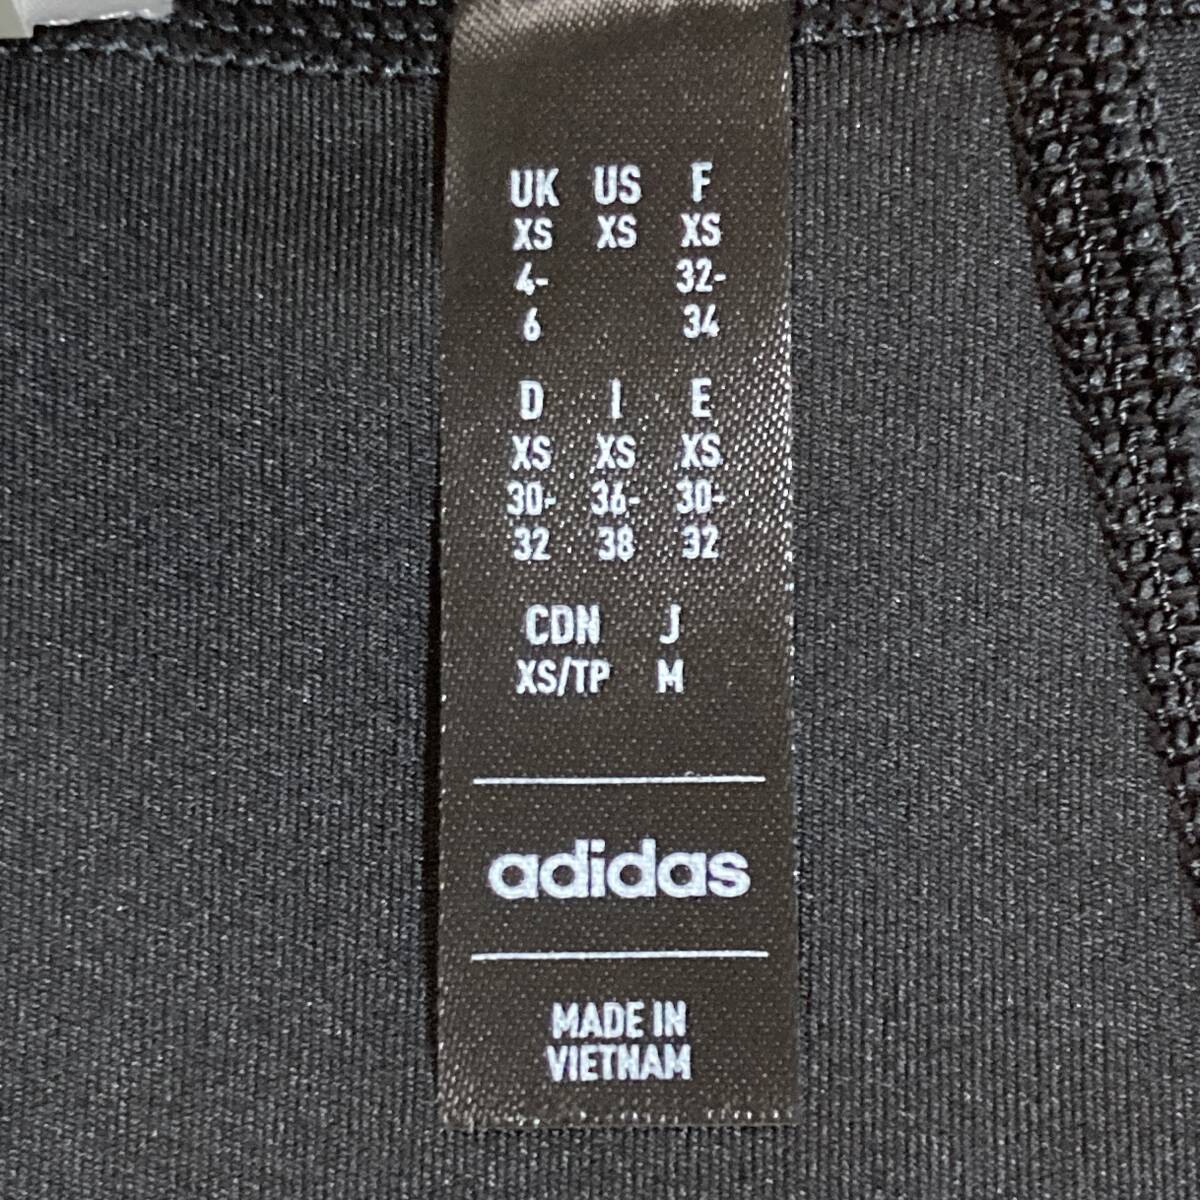 UK US F
XS XS XS
4- 32-
6 34
D I E
XS XS XS
30- 36- 30-
32 38 32
CDN J
XS/TP M
adidas
MADE IN
VIETNAM